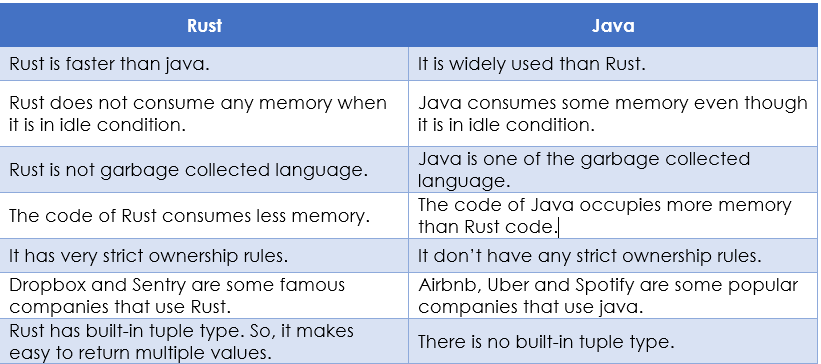 Rust
Java
Rust is faster than java.
It is widely used than Rust.
Rust does not consume any memory when
it is in idle condition.
Java consumes some memory even though
it is in idle condition.
Rust is not garbage collected language.
Java is one of the garbage collected
language.
The code of Rust consumes less memory.
The code of Java occupies more memory
than Rust code.
It has very strict ownership rules.
It don’t have any strict ownership rules.
Dropbox and Sentry are some famous
companies that use Rust.
Airbnb, Uber and Spotify are some popular
companies that use java.
Rust has built-in tuple type. So, it makes
easy to return multiple values.
There is no built-in tuple type.